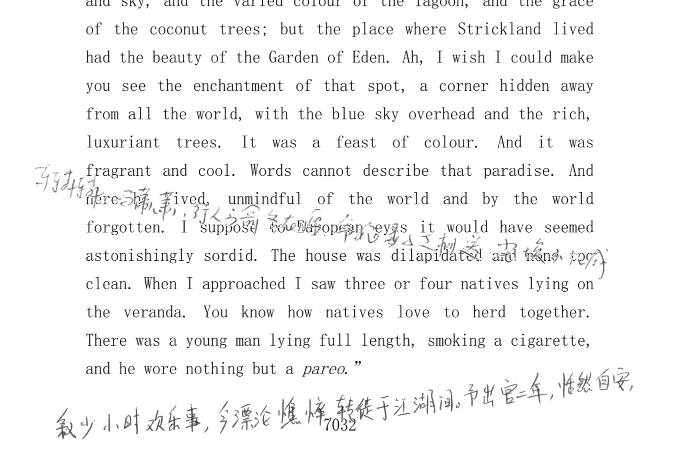 and sky, and the varied colour of the lagoon, and the grace
of the coconut trees; but the place where Strickland lived
had the beauty of the Garden of Eden. Ah, I wish I could make
you see the enchantment of that spot, a corner hidden away
from all the world, with the blue sky overhead and the rich,
luxuriant trees. It was a feast of colour. And it was
fragrant and cool. Words cannot describe that paradise. And
here he lived, unmindful of the world and by the world
forgotten. I suppose to European eyes it would have seemed
astonishingly sordid. The house was dilapidated and none too
clean. When I approached I saw three or four natives lying on
the veranda. You know how natives love to herd together.
There was a young man lying full length, smoking a cigarette,
and he wore nothing but a pareo.”
叙少小时欢乐事，今漂沦憔悴，转徙于江湖间。予出官二年，恬然自安，
7032